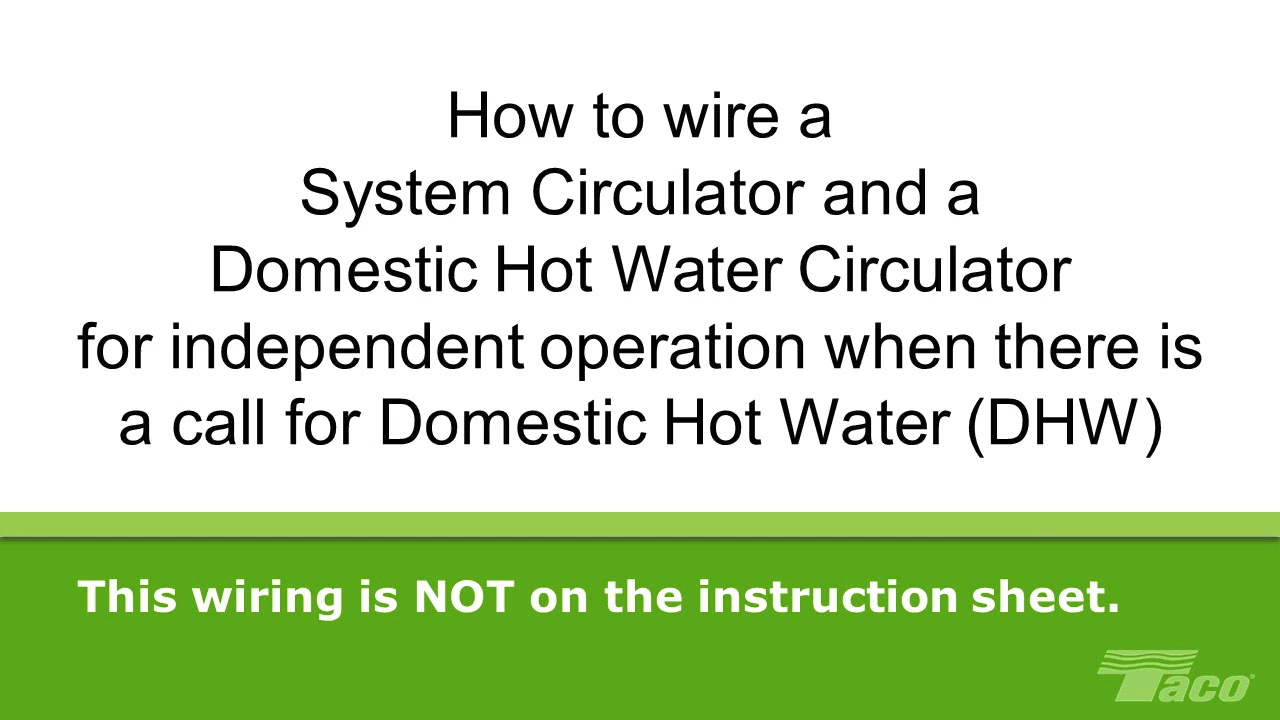 How to wire a
System Circulator and a
Domestic Hot Water Circulator
for independent operation when there is
a call for Domestic Hot Water (DHW)
This wiring is NOT on the instruction sheet.
Taco®